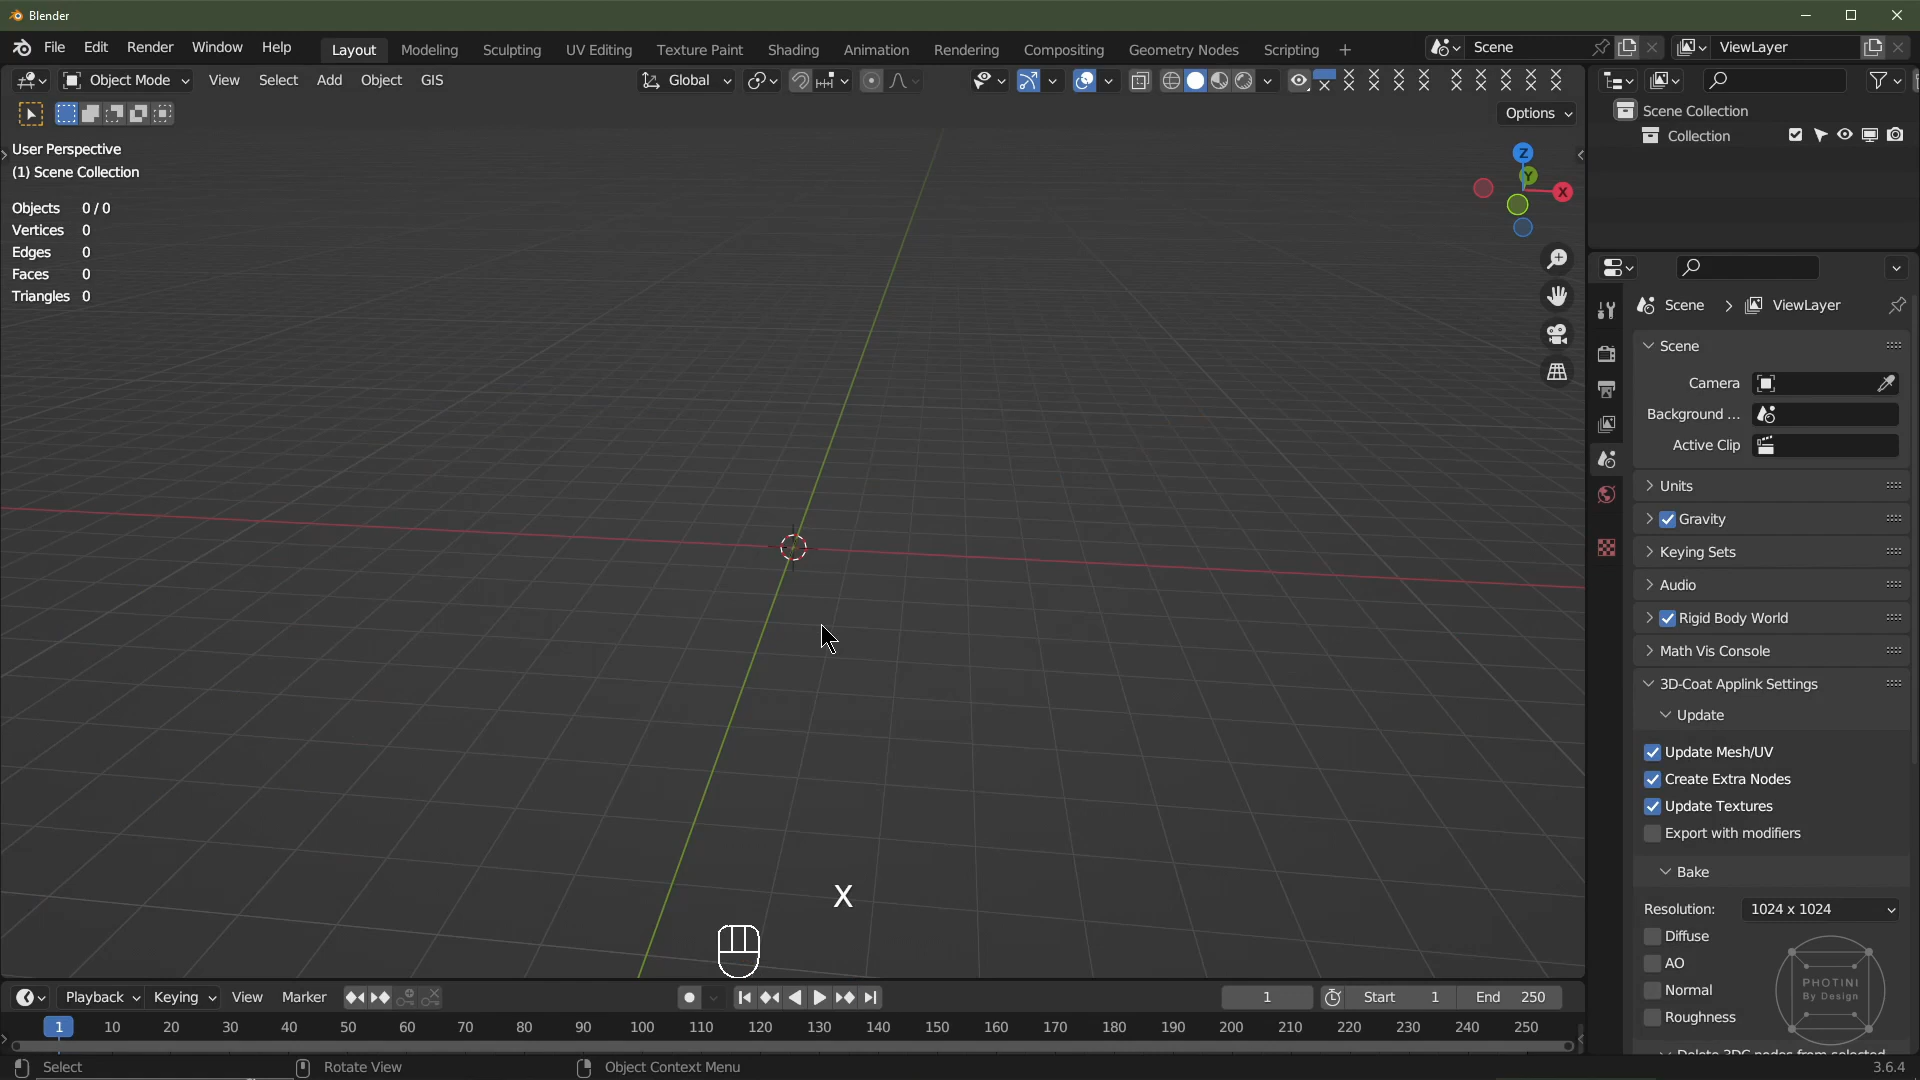 Blender
File Edit Render Window Help Layout Modeling Sculpting UV Editing Texture Paint Shading Animation Rendering Compositing Geometry Nodes Scripting + Scene ViewLayer
Object Mode View Select Add Object GIS Global
Options
User Perspective
(1) Scene Collection
Objects 0 / 0
Vertices 0
Edges 0
Faces 0
Triangles 0
Z
Y
X
X
Scene Collection
Collection
Scene > ViewLayer
Scene
Camera
Background ...
Active Clip
Units
Gravity
Keying Sets
Audio
Rigid Body World
Math Vis Console
3D-Coat Applink Settings
Update
Update Mesh/UV
Create Extra Nodes
Update Textures
Export with modifiers
Bake
Resolution: 1024 x 1024
Diffuse
AO
Normal
Roughness
PHOTINI
By Design
Delete 3DC nodes from selected
Playback Keying View Marker 1 Start 1 End 250
1 10 20 30 40 50 60 70 80 90 100 110 120 130 140 150 160 170 180 190 200 210 220 230 240 250
Select Rotate View Object Context Menu 3.6.4